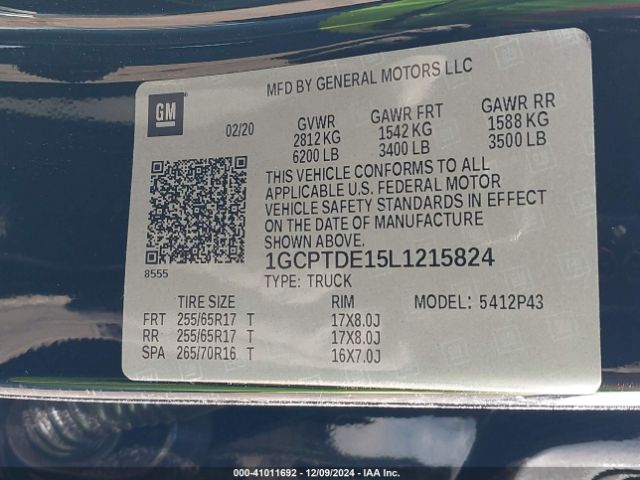 MFD BY GENERAL MOTORS LLC
GM
02/20
GVWR GAWR FRT GAWR RR
2812 KG 1542 KG 1588 KG
6200 LB 3400 LB 3500 LB
THIS VEHICLE CONFORMS TO ALL
APPLICABLE U.S. FEDERAL MOTOR
VEHICLE SAFETY STANDARDS IN EFFECT
ON THE DATE OF MANUFACTURE
SHOWN ABOVE.
8555
1GCPTDE15L1215824
TYPE: TRUCK
TIRE SIZE RIM MODEL: 5412P43
FRT 255/65R17 T 17X8.0J
RR 255/65R17 T 17X8.0J
SPA 265/70R16 T 16X7.0J
000-41011692 - 12/09/2024 - IAA Inc.